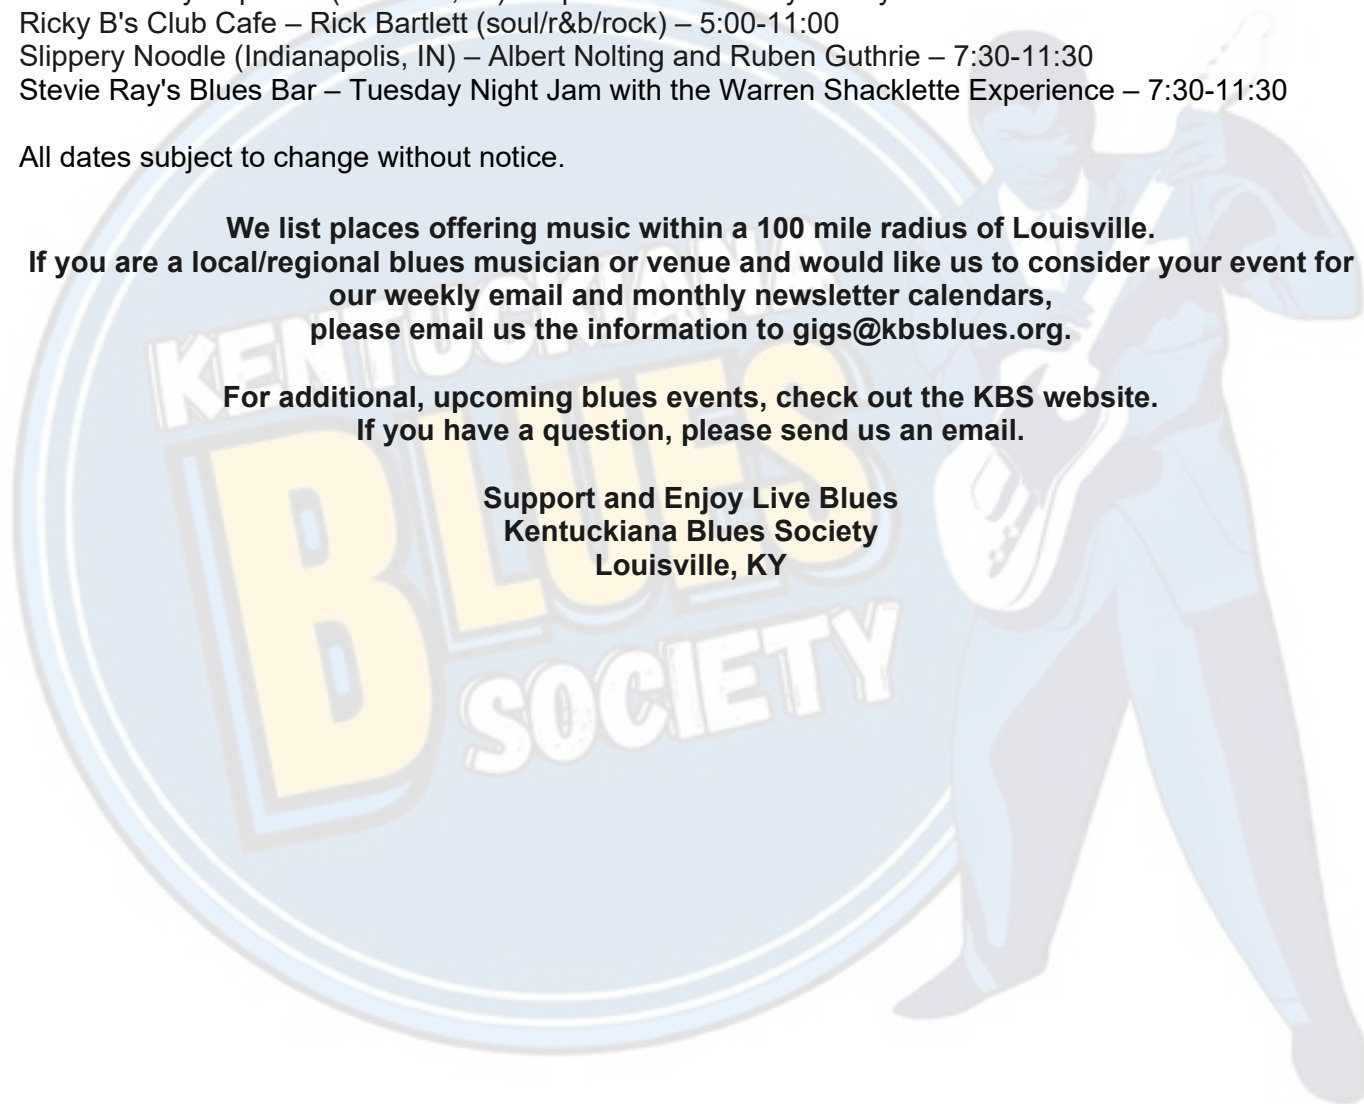 Ricky B's Club Cafe – Rick Bartlett (soul/r&b/rock) – 5:00-11:00
Slippery Noodle (Indianapolis, IN) – Albert Nolting and Ruben Guthrie – 7:30-11:30
Stevie Ray's Blues Bar – Tuesday Night Jam with the Warren Shacklette Experience – 7:30-11:30
All dates subject to change without notice.
We list places offering music within a 100 mile radius of Louisville.
If you are a local/regional blues musician or venue and would like us to consider your event for
our weekly email and monthly newsletter calendars,
please email us the information to gigs@kbsblues.org.
For additional, upcoming blues events, check out the KBS website.
If you have a question, please send us an email.
Support and Enjoy Live Blues
Kentuckiana Blues Society
Louisville, KY
KENTUCKIANA
BLUES
SOCIETY